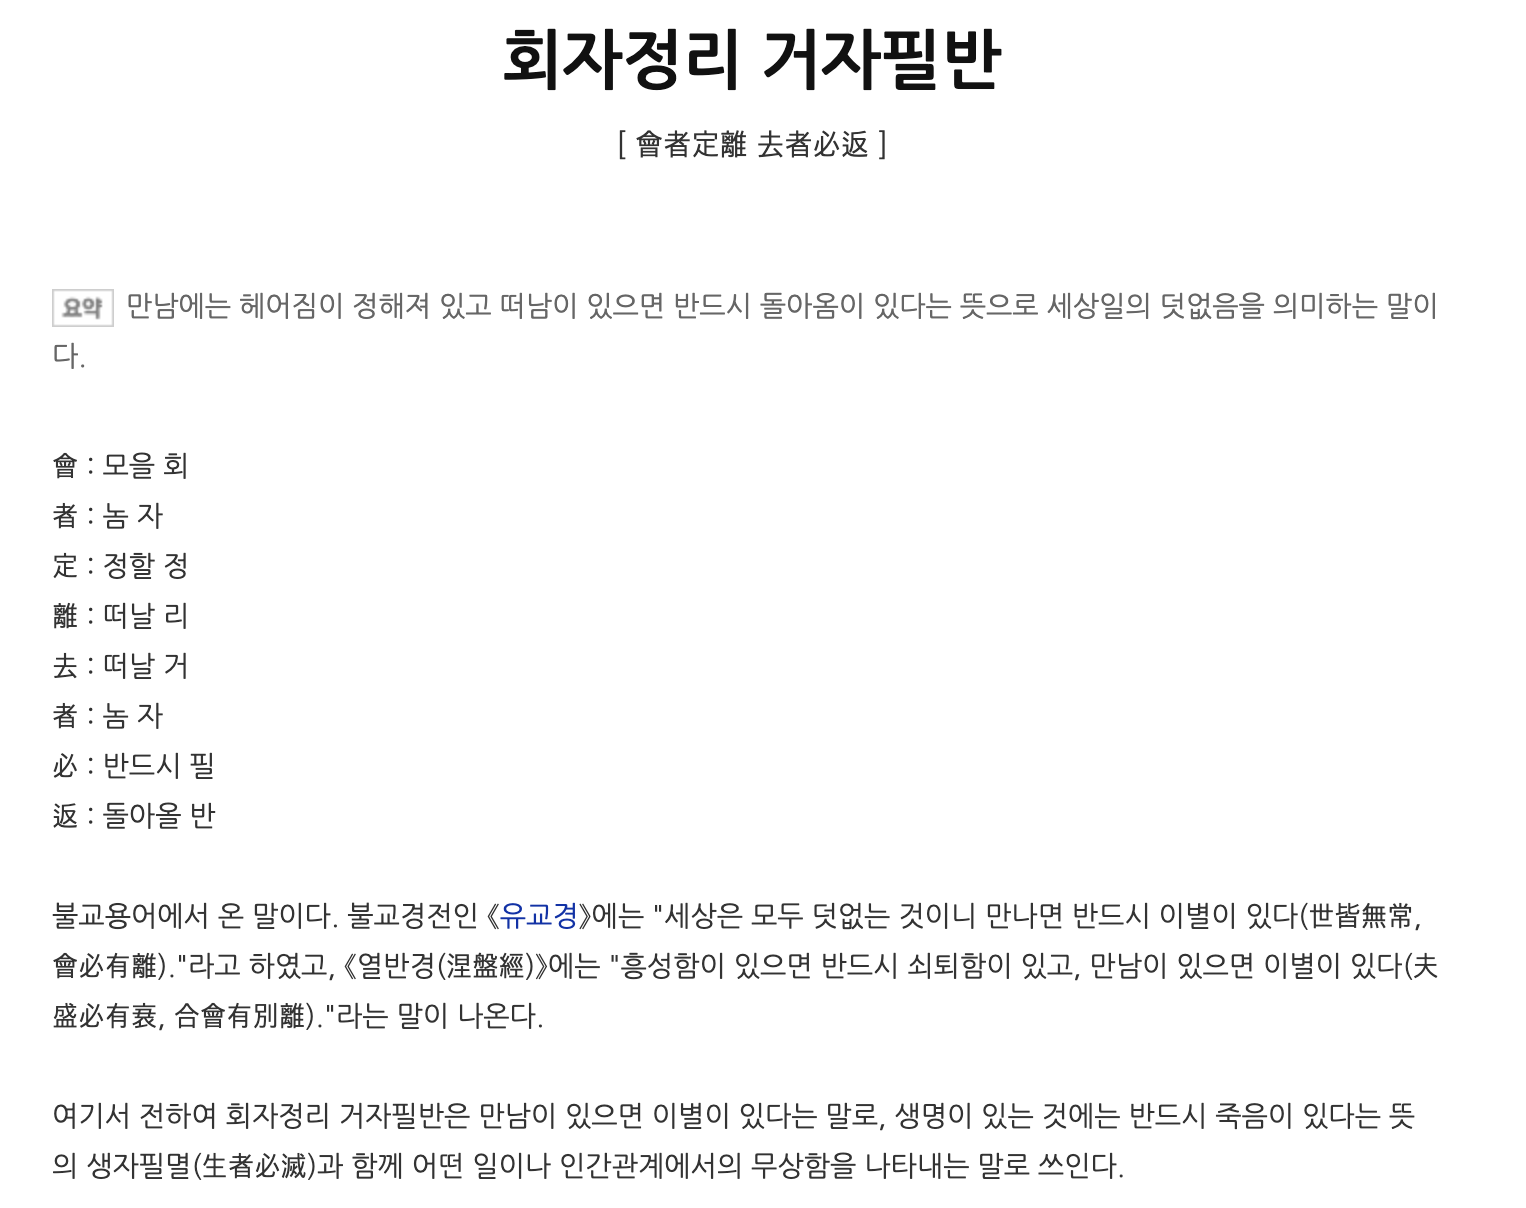 회자정리 거자필반
[ 會者定離 去者必返 ]
요약 만남에는 헤어짐이 정해져 있고 떠남이 있으면 반드시 돌아옴이 있다는 뜻으로 세상일의 덧없음을 의미하는 말이
다.
會 : 모을 회
者 : 놈 자
定 : 정할 정
離 : 떠날 리
去 : 떠날 거
者 : 놈 자
必 : 반드시 필
返 : 돌아올 반
불교용어에서 온 말이다. 불교경전인 《유교경》에는 "세상은 모두 덧없는 것이니 만나면 반드시 이별이 있다(世皆無常,
會必有離)."라고 하였고, 《열반경(涅盤經)》에는 "흥성함이 있으면 반드시 쇠퇴함이 있고, 만남이 있으면 이별이 있다(夫
盛必有衰, 合會有別離)."라는 말이 나온다.
여기서 전하여 회자정리 거자필반은 만남이 있으면 이별이 있다는 말로, 생명이 있는 것에는 반드시 죽음이 있다는 뜻
의 생자필멸(生者必滅)과 함께 어떤 일이나 인간관계에서의 무상함을 나타내는 말로 쓰인다.